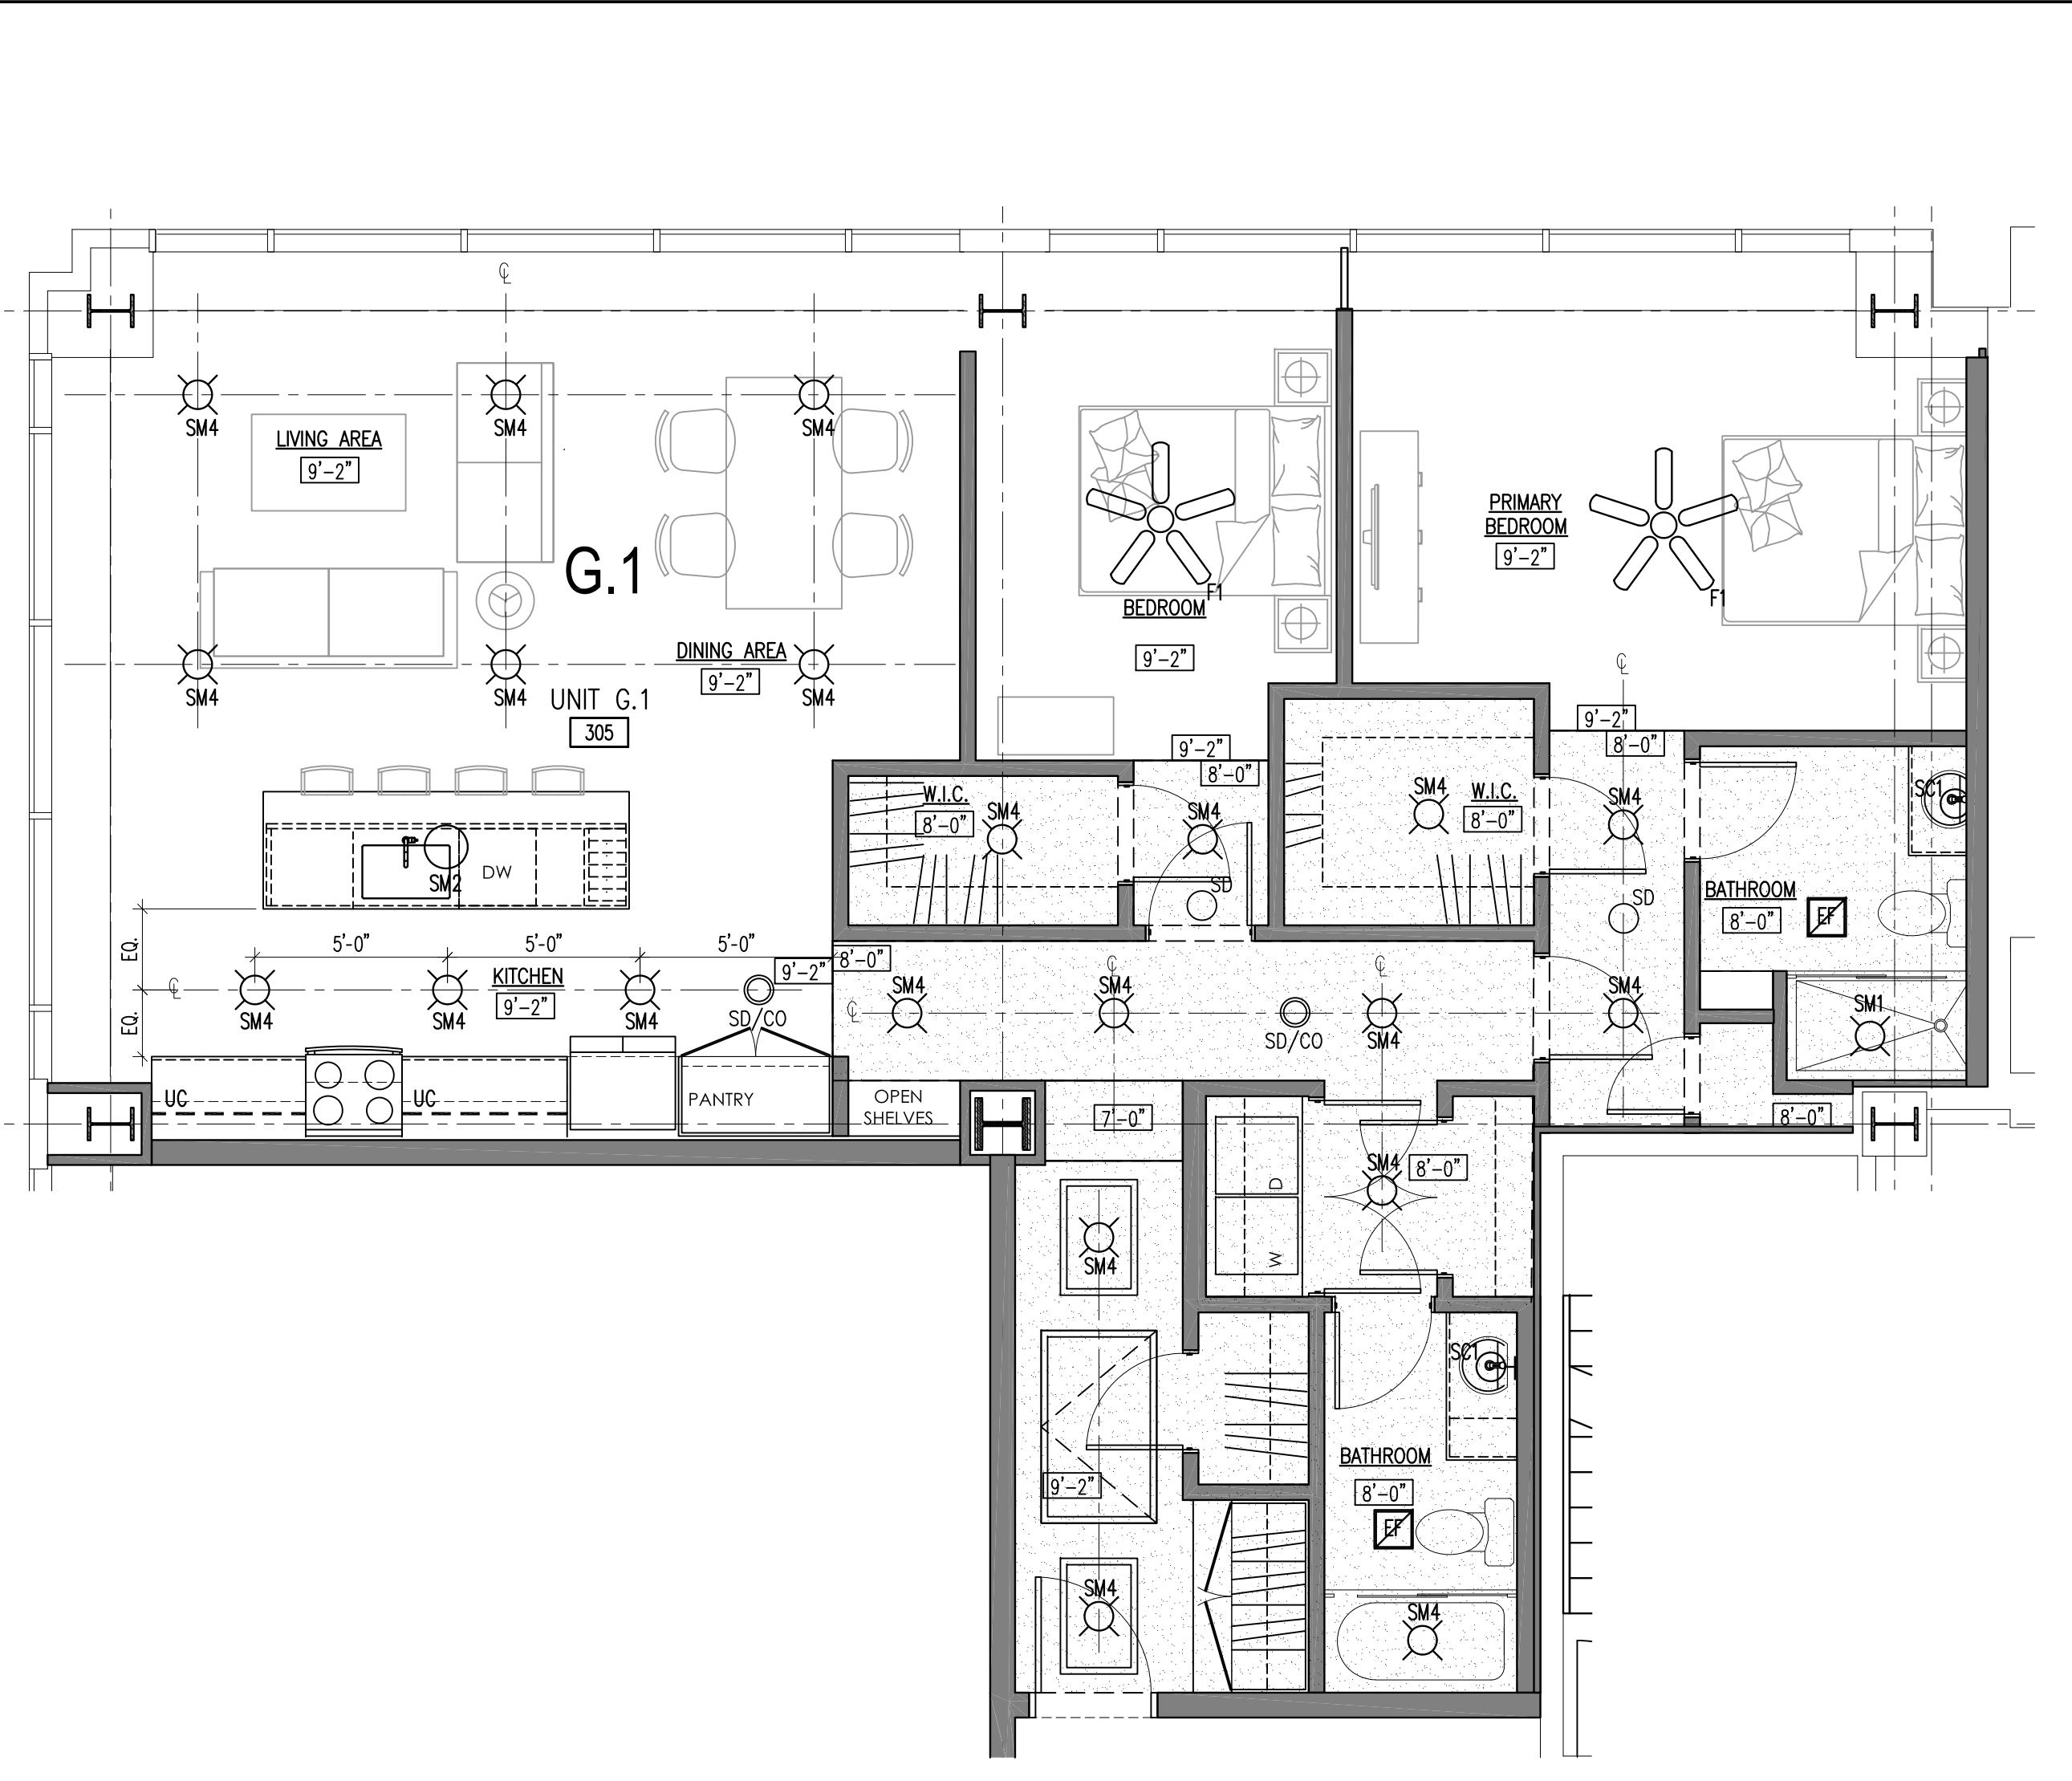 ℄
SM4
SM4
SM4
LIVING AREA
9'-2"
G.1
F1
BEDROOM
9'-2"
PRIMARY
BEDROOM
9'-2"
F1
SM4
SM4
SM4
DINING AREA
9'-2"
UNIT G.1
305
℄
9'-2"
8'-0"
9'-2"
8'-0"
W.I.C.
8'-0"
SM4
SM4
SD
SM4
W.I.C.
8'-0"
SM4
SD
SC1
BATHROOM
8'-0"
EF
SM2
DW
EQ.
EQ.
5'-0"
5'-0"
5'-0"
℄
KITCHEN
9'-2"
SM4
SM4
SM4
SD/CO
9'-2"
8'-0"
℄
SM4
℄
SM4
SD/CO
℄
SM4
SM4
SM1
UC
UC
PANTRY
OPEN
SHELVES
7'-0"
8'-0"
SM4
8'-0"
D
W
SM4
SC1
9'-2"
BATHROOM
8'-0"
EF
SM4
SM4